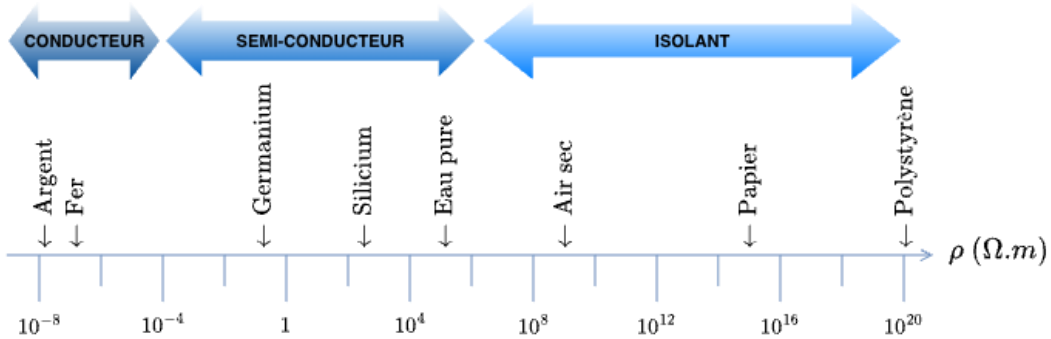 CONDUCTEUR SEMI-CONDUCTEUR ISOLANT
Argent
Fer
Germanium
Silicium
Eau pure
Air sec
Papier
Polystyrène
ρ (Ω.m)
10⁻⁸ 10⁻⁴ 1 10⁴ 10⁸ 10¹² 10¹⁶ 10²⁰